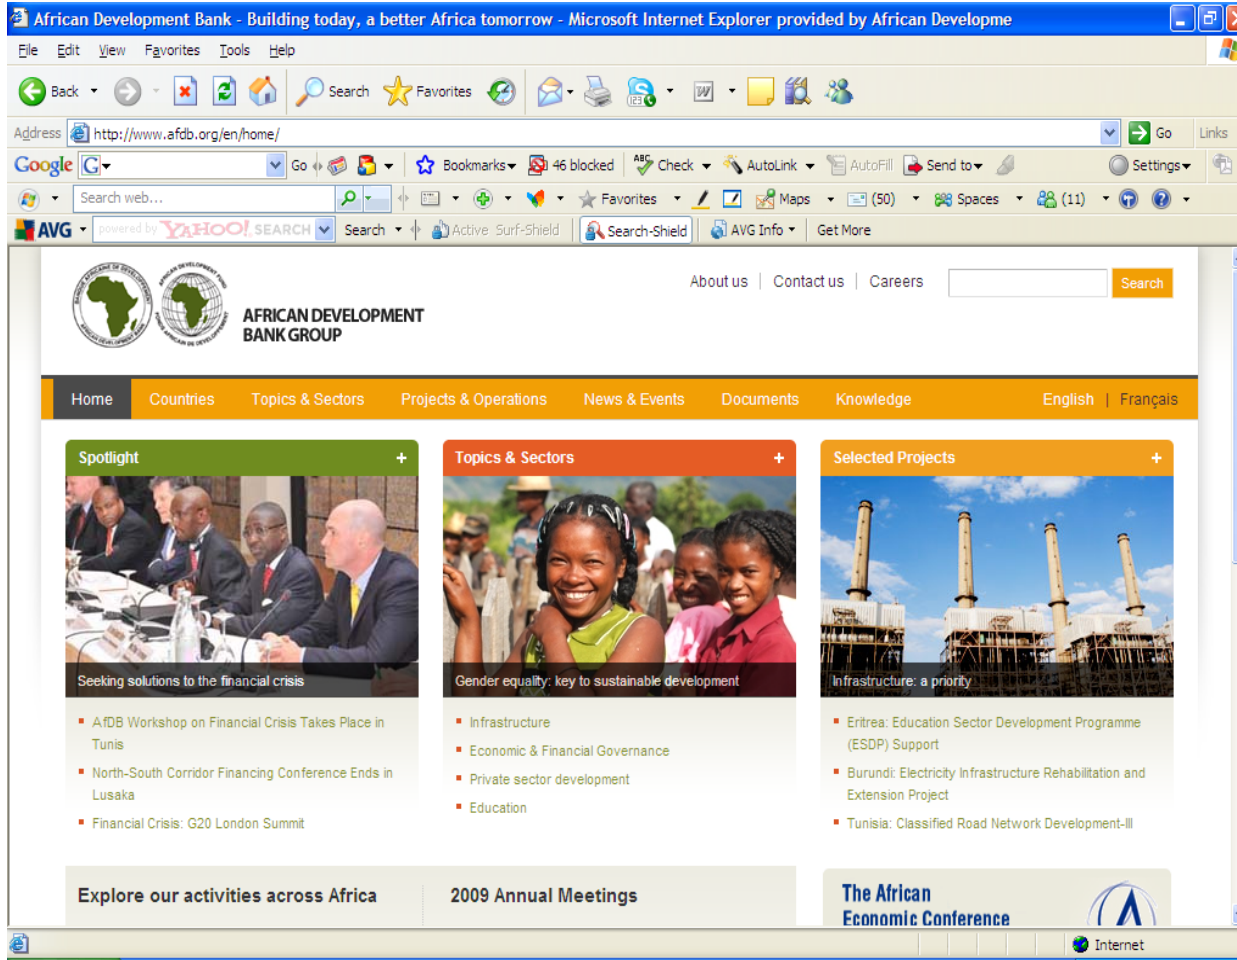 African Development Bank - Building today, a better Africa tomorrow - Microsoft Internet Explorer provided by African Developme
File Edit View Favorites Tools Help
Back Search Favorites
Address http://www.afdb.org/en/home/ Go Links
Google G Go Bookmarks 46 blocked ABC Check AutoLink AutoFill Send to Settings
Search web... Favorites Maps (50) Spaces (11)
AVG powered by YAHOO! SEARCH Search Active Surf-Shield Search-Shield AVG Info Get More
About us | Contact us | Careers Search
AFRICAN DEVELOPMENT
BANK GROUP
Home Countries Topics & Sectors Projects & Operations News & Events Documents Knowledge English | Français
Spotlight +
Seeking solutions to the financial crisis
AfDB Workshop on Financial Crisis Takes Place in
Tunis
North-South Corridor Financing Conference Ends in
Lusaka
Financial Crisis: G20 London Summit
Topics & Sectors +
Gender equality: key to sustainable development
Infrastructure
Economic & Financial Governance
Private sector development
Education
Selected Projects +
Infrastructure: a priority
Eritrea: Education Sector Development Programme
(ESDP) Support
Burundi: Electricity Infrastructure Rehabilitation and
Extension Project
Tunisia: Classified Road Network Development-III
Explore our activities across Africa
2009 Annual Meetings
The African
Economic Conference
Internet